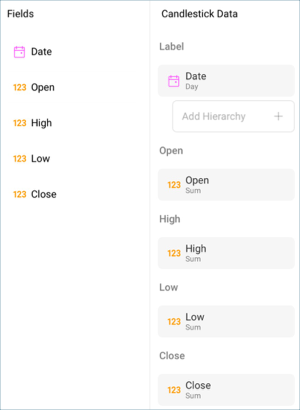 Fields
Date
123 Open
123 High
123 Low
123 Close
Candlestick Data
Label
Date
Day
Add Hierarchy +
Open
123 Open
Sum
High
123 High
Sum
Low
123 Low
Sum
Close
123 Close
Sum